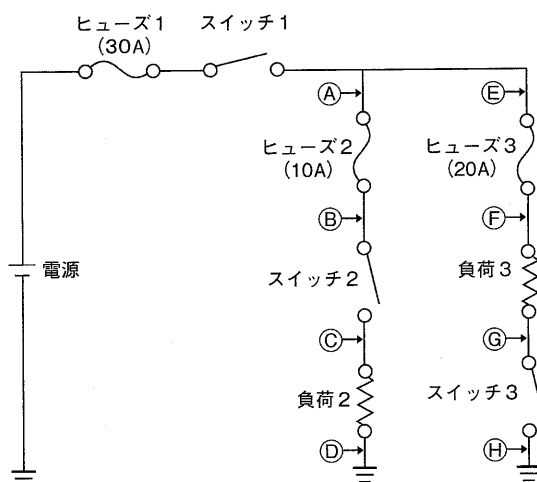 ヒューズ1
(30A)
スイッチ1
A
E
ヒューズ2
(10A)
ヒューズ3
(20A)
B
F
電源
スイッチ2
負荷3
C
G
負荷2
スイッチ3
D
H